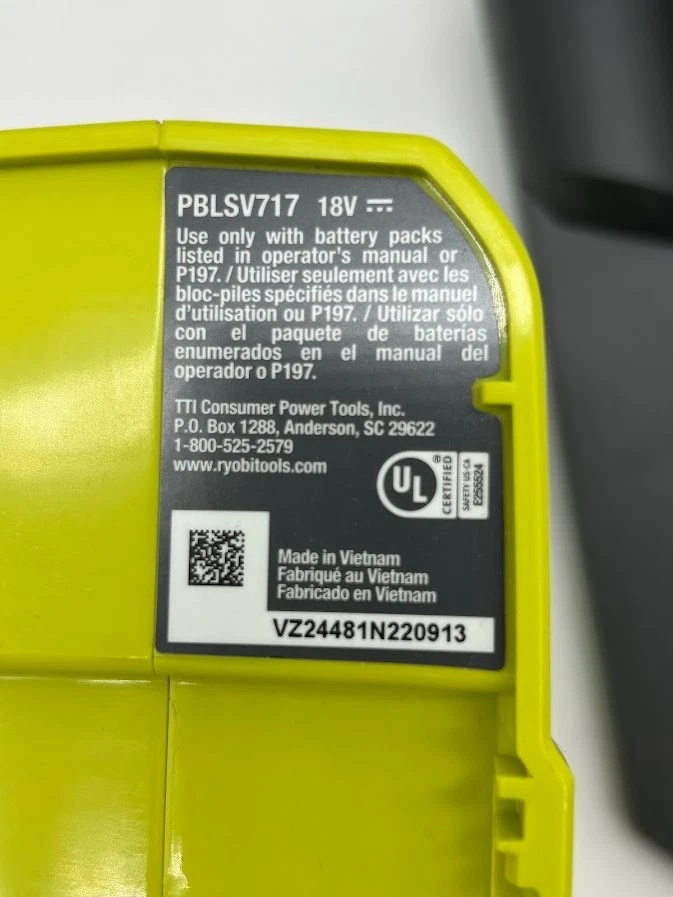 PBLSV717 18V ⎓
Use only with battery packs
listed in operator's manual or
P197. / Utiliser seulement avec les
bloc-piles spécifiés dans le manuel
d'utilisation ou P197. / Utilizar sólo
con el paquete de baterías
enumerados en el manual del
operador o P197.
TTI Consumer Power Tools, Inc.
P.O. Box 1288, Anderson, SC 29622
1-800-525-2579
www.ryobitools.com
UL ®
CERTIFIED
SAFETY US-CA
E255524
Made in Vietnam
Fabriqué au Vietnam
Fabricado en Vietnam
VZ24481N220913